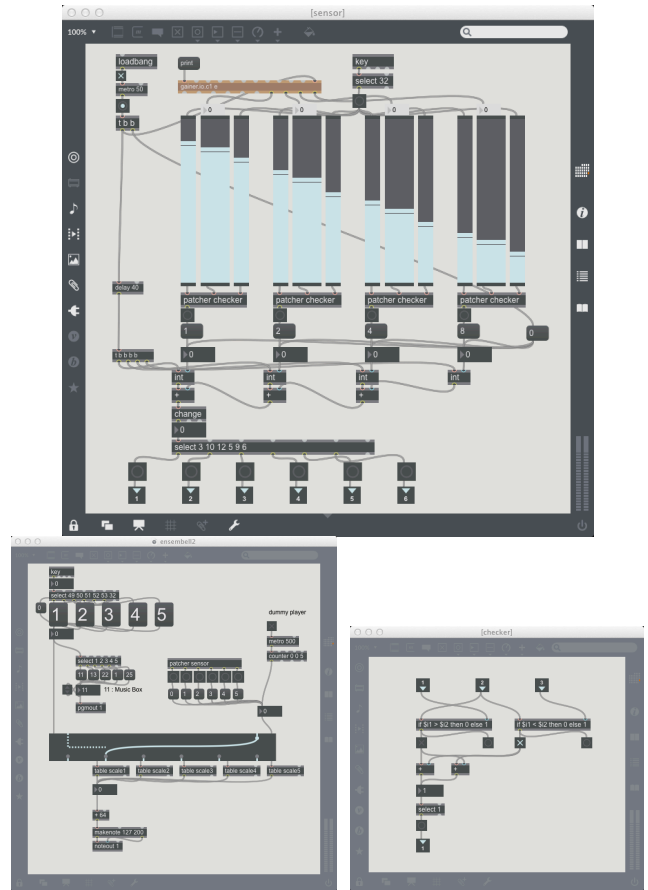 [sensor]
100%
loadbang
metro 50
t b b
print
gainer.io c1 e
key
select 32
0 0 0 0
delay 40
patcher checker patcher checker patcher checker patcher checker
1 2 4 8 0
0 0 0 0
t b b b b
int int int int
+ + +
change
0
select 3 10 12 5 9 6
1 2 3 4 5 6
ensembell2
key
0
select 49 50 51 52 53 32
0 1 2 3 4 5
0
select 1 2 3 4 5
11 13 22 1 25
11 11 : Music Box
pgmout 1
patcher sensor
0 1 2 3 4 5
0
dummy player
metro 500
counter 0 0 5
table scale1 table scale2 table scale3 table scale4 table scale5
0
+ 64
makenote 127 200
noteout 1
[checker]
1 2 3
if $i1 > $i2 then 0 else 1 if $i1 < $i2 then 0 else 1
+ +
1
select 1
1